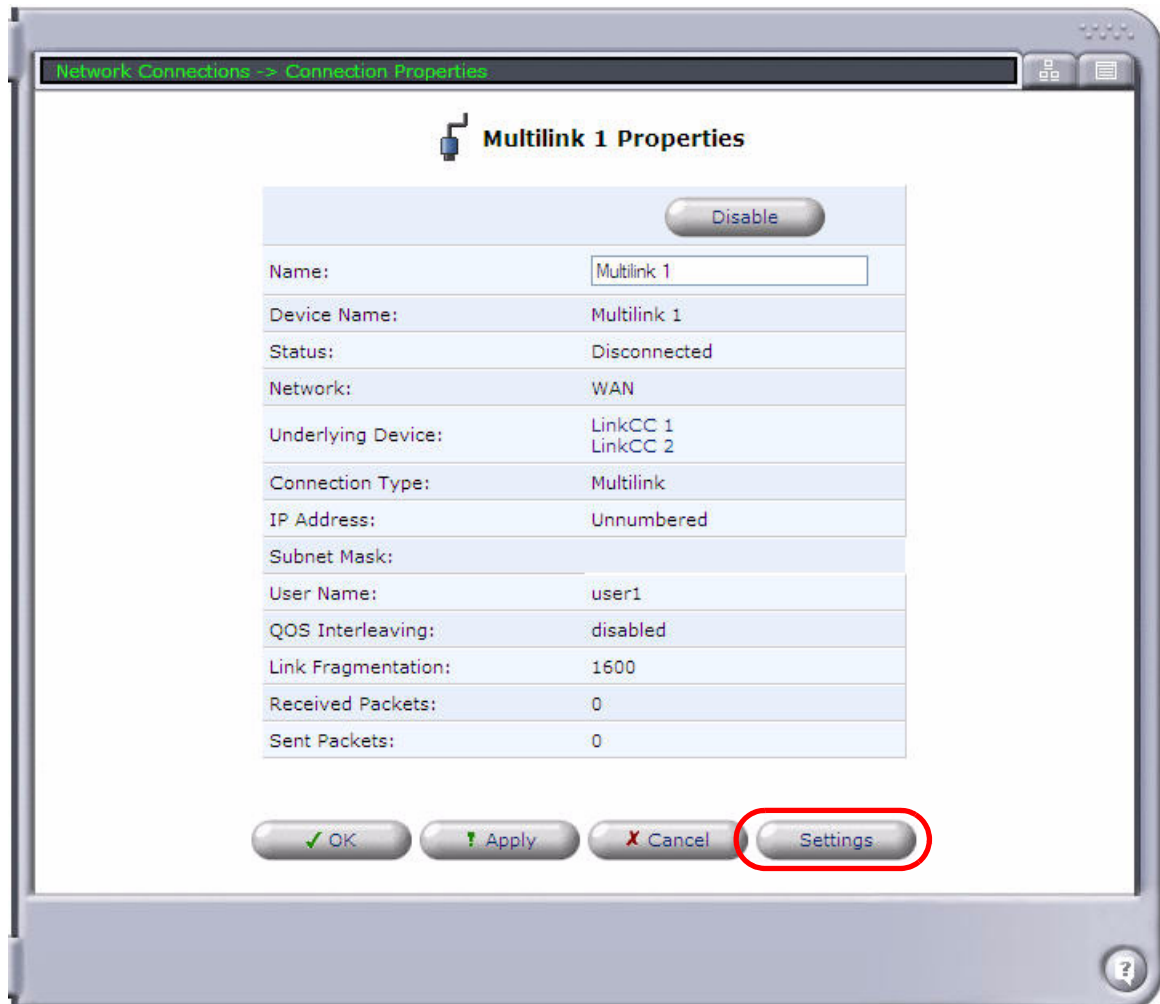 Network Connections -> Connection Properties
Multilink 1 Properties
Disable
Name: Multilink 1
Device Name: Multilink 1
Status: Disconnected
Network: WAN
Underlying Device: LinkCC 1
LinkCC 2
Connection Type: Multilink
IP Address: Unnumbered
Subnet Mask:
User Name: user1
QOS Interleaving: disabled
Link Fragmentation: 1600
Received Packets: 0
Sent Packets: 0
✓ OK ! Apply ✗ Cancel Settings
?